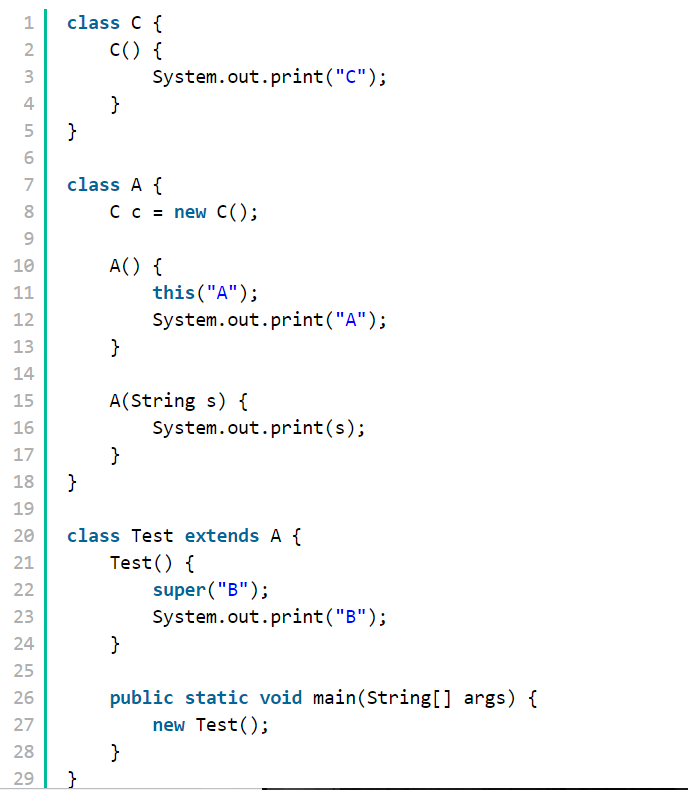 1 class C {
2     C() {
3         System.out.print("C");
4     }
5 }
6
7 class A {
8     C c = new C();
9
10     A() {
11         this("A");
12         System.out.print("A");
13     }
14
15     A(String s) {
16         System.out.print(s);
17     }
18 }
19
20 class Test extends A {
21     Test() {
22         super("B");
23         System.out.print("B");
24     }
25
26     public static void main(String[] args) {
27         new Test();
28     }
29 }